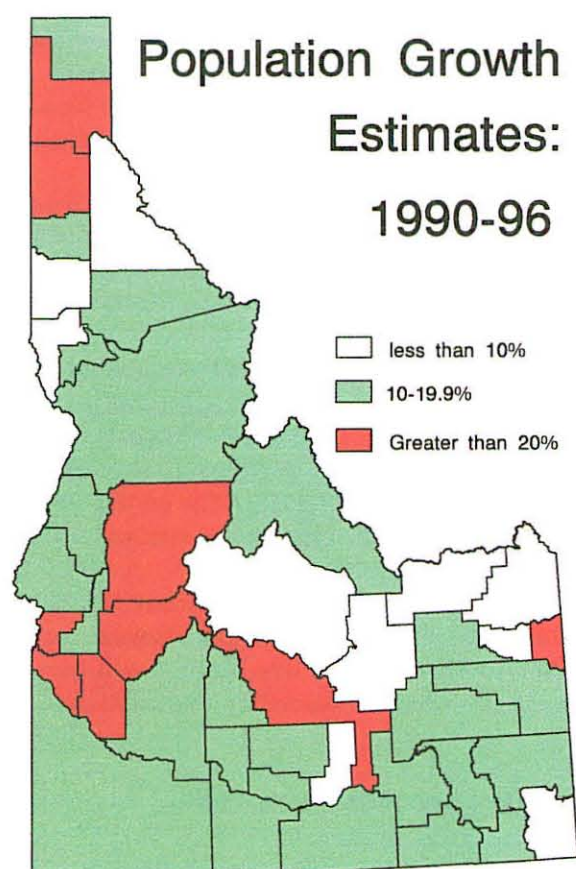 Population Growth
Estimates:
1990-96
less than 10%
10-19.9%
Greater than 20%